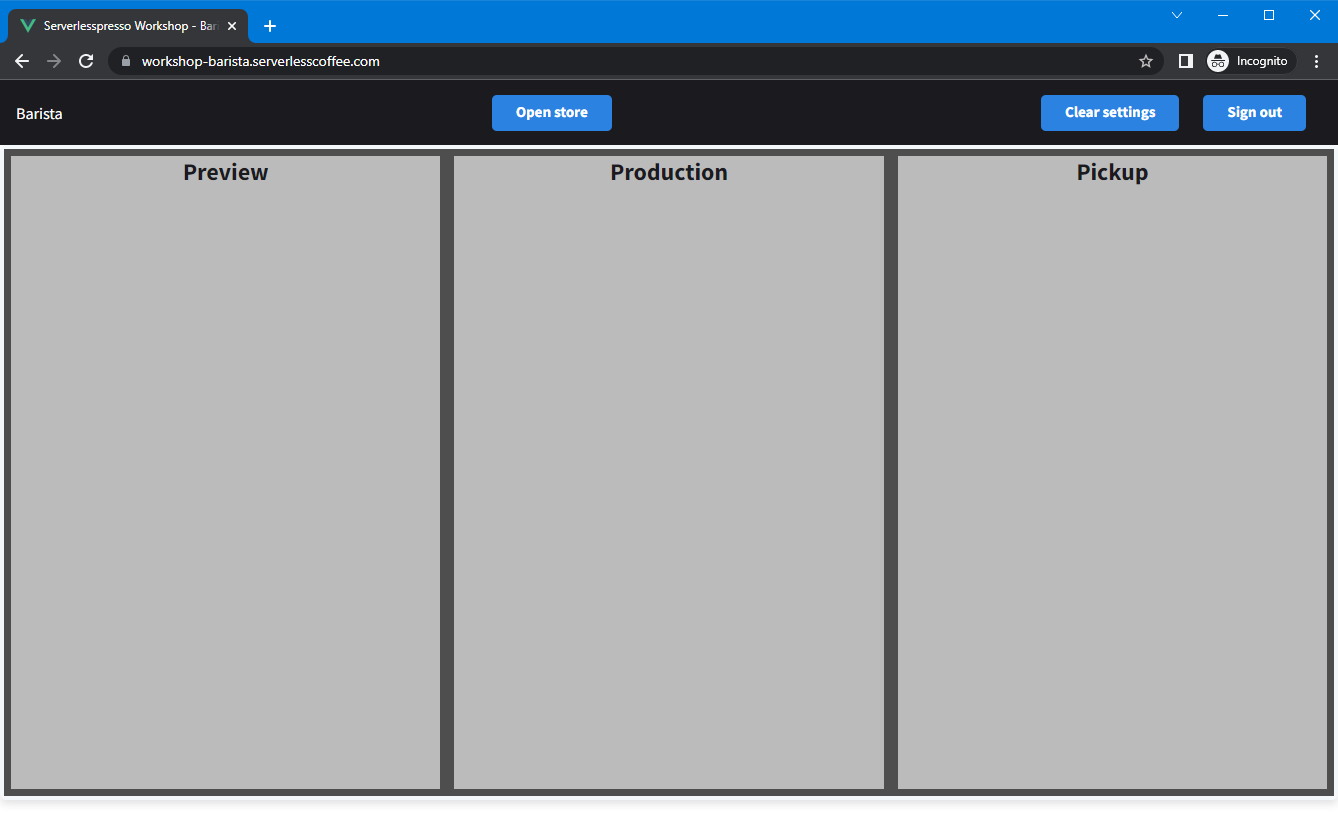 Serverlesspresso Workshop - Bar
workshop-barista.serverlesscoffee.com
Incognito
Barista
Open store
Clear settings
Sign out
Preview
Production
Pickup